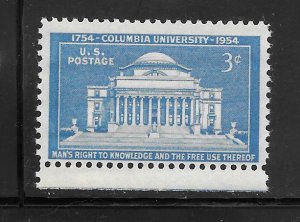 1754 - COLUMBIA UNIVERSITY - 1954
U.S. POSTAGE
3¢
MAN'S RIGHT TO KNOWLEDGE AND THE FREE USE THEREOF